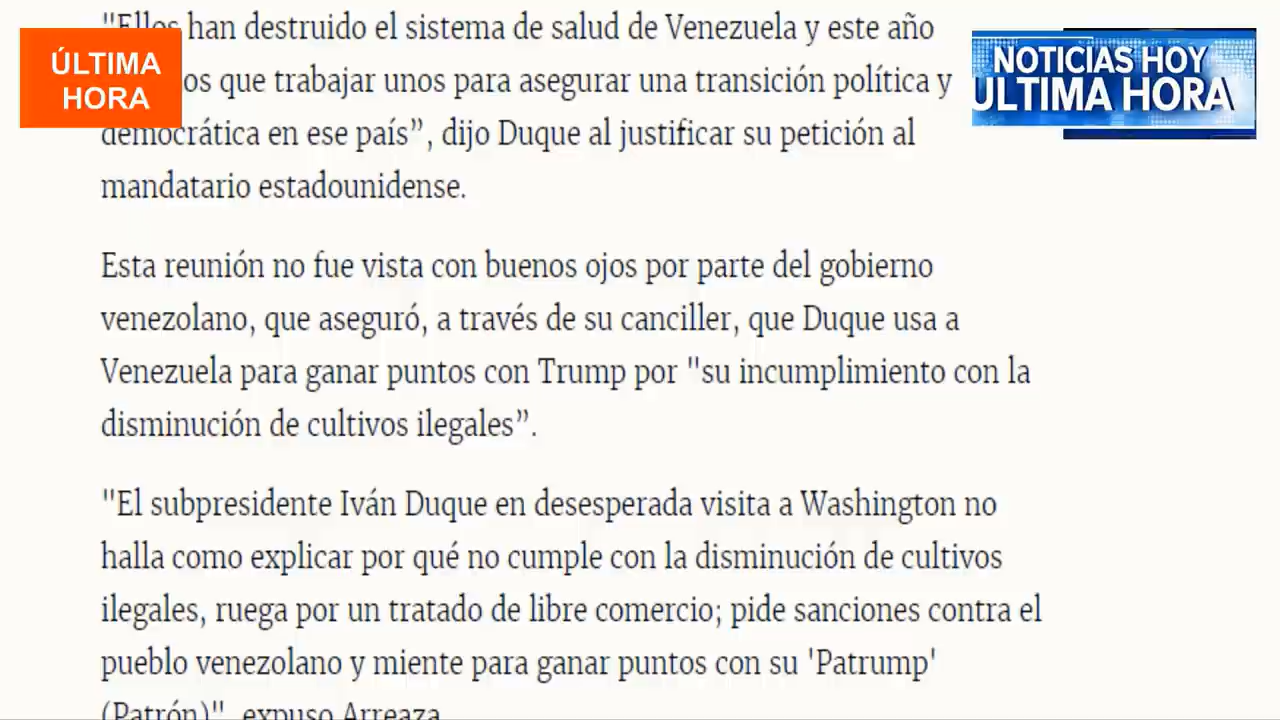 "Ellos han destruido el sistema de salud de Venezuela y este año
os que trabajar unos para asegurar una transición política y
democrática en ese país”, dijo Duque al justificar su petición al
mandatario estadounidense.
Esta reunión no fue vista con buenos ojos por parte del gobierno
venezolano, que aseguró, a través de su canciller, que Duque usa a
Venezuela para ganar puntos con Trump por "su incumplimiento con la
disminución de cultivos ilegales”.
"El subpresidente Iván Duque en desesperada visita a Washington no
halla como explicar por qué no cumple con la disminución de cultivos
ilegales, ruega por un tratado de libre comercio; pide sanciones contra el
pueblo venezolano y miente para ganar puntos con su 'Patrump'
(Patrón)", expuso Arreaza
ÚLTIMA
HORA
NOTICIAS HOY
ULTIMA HORA